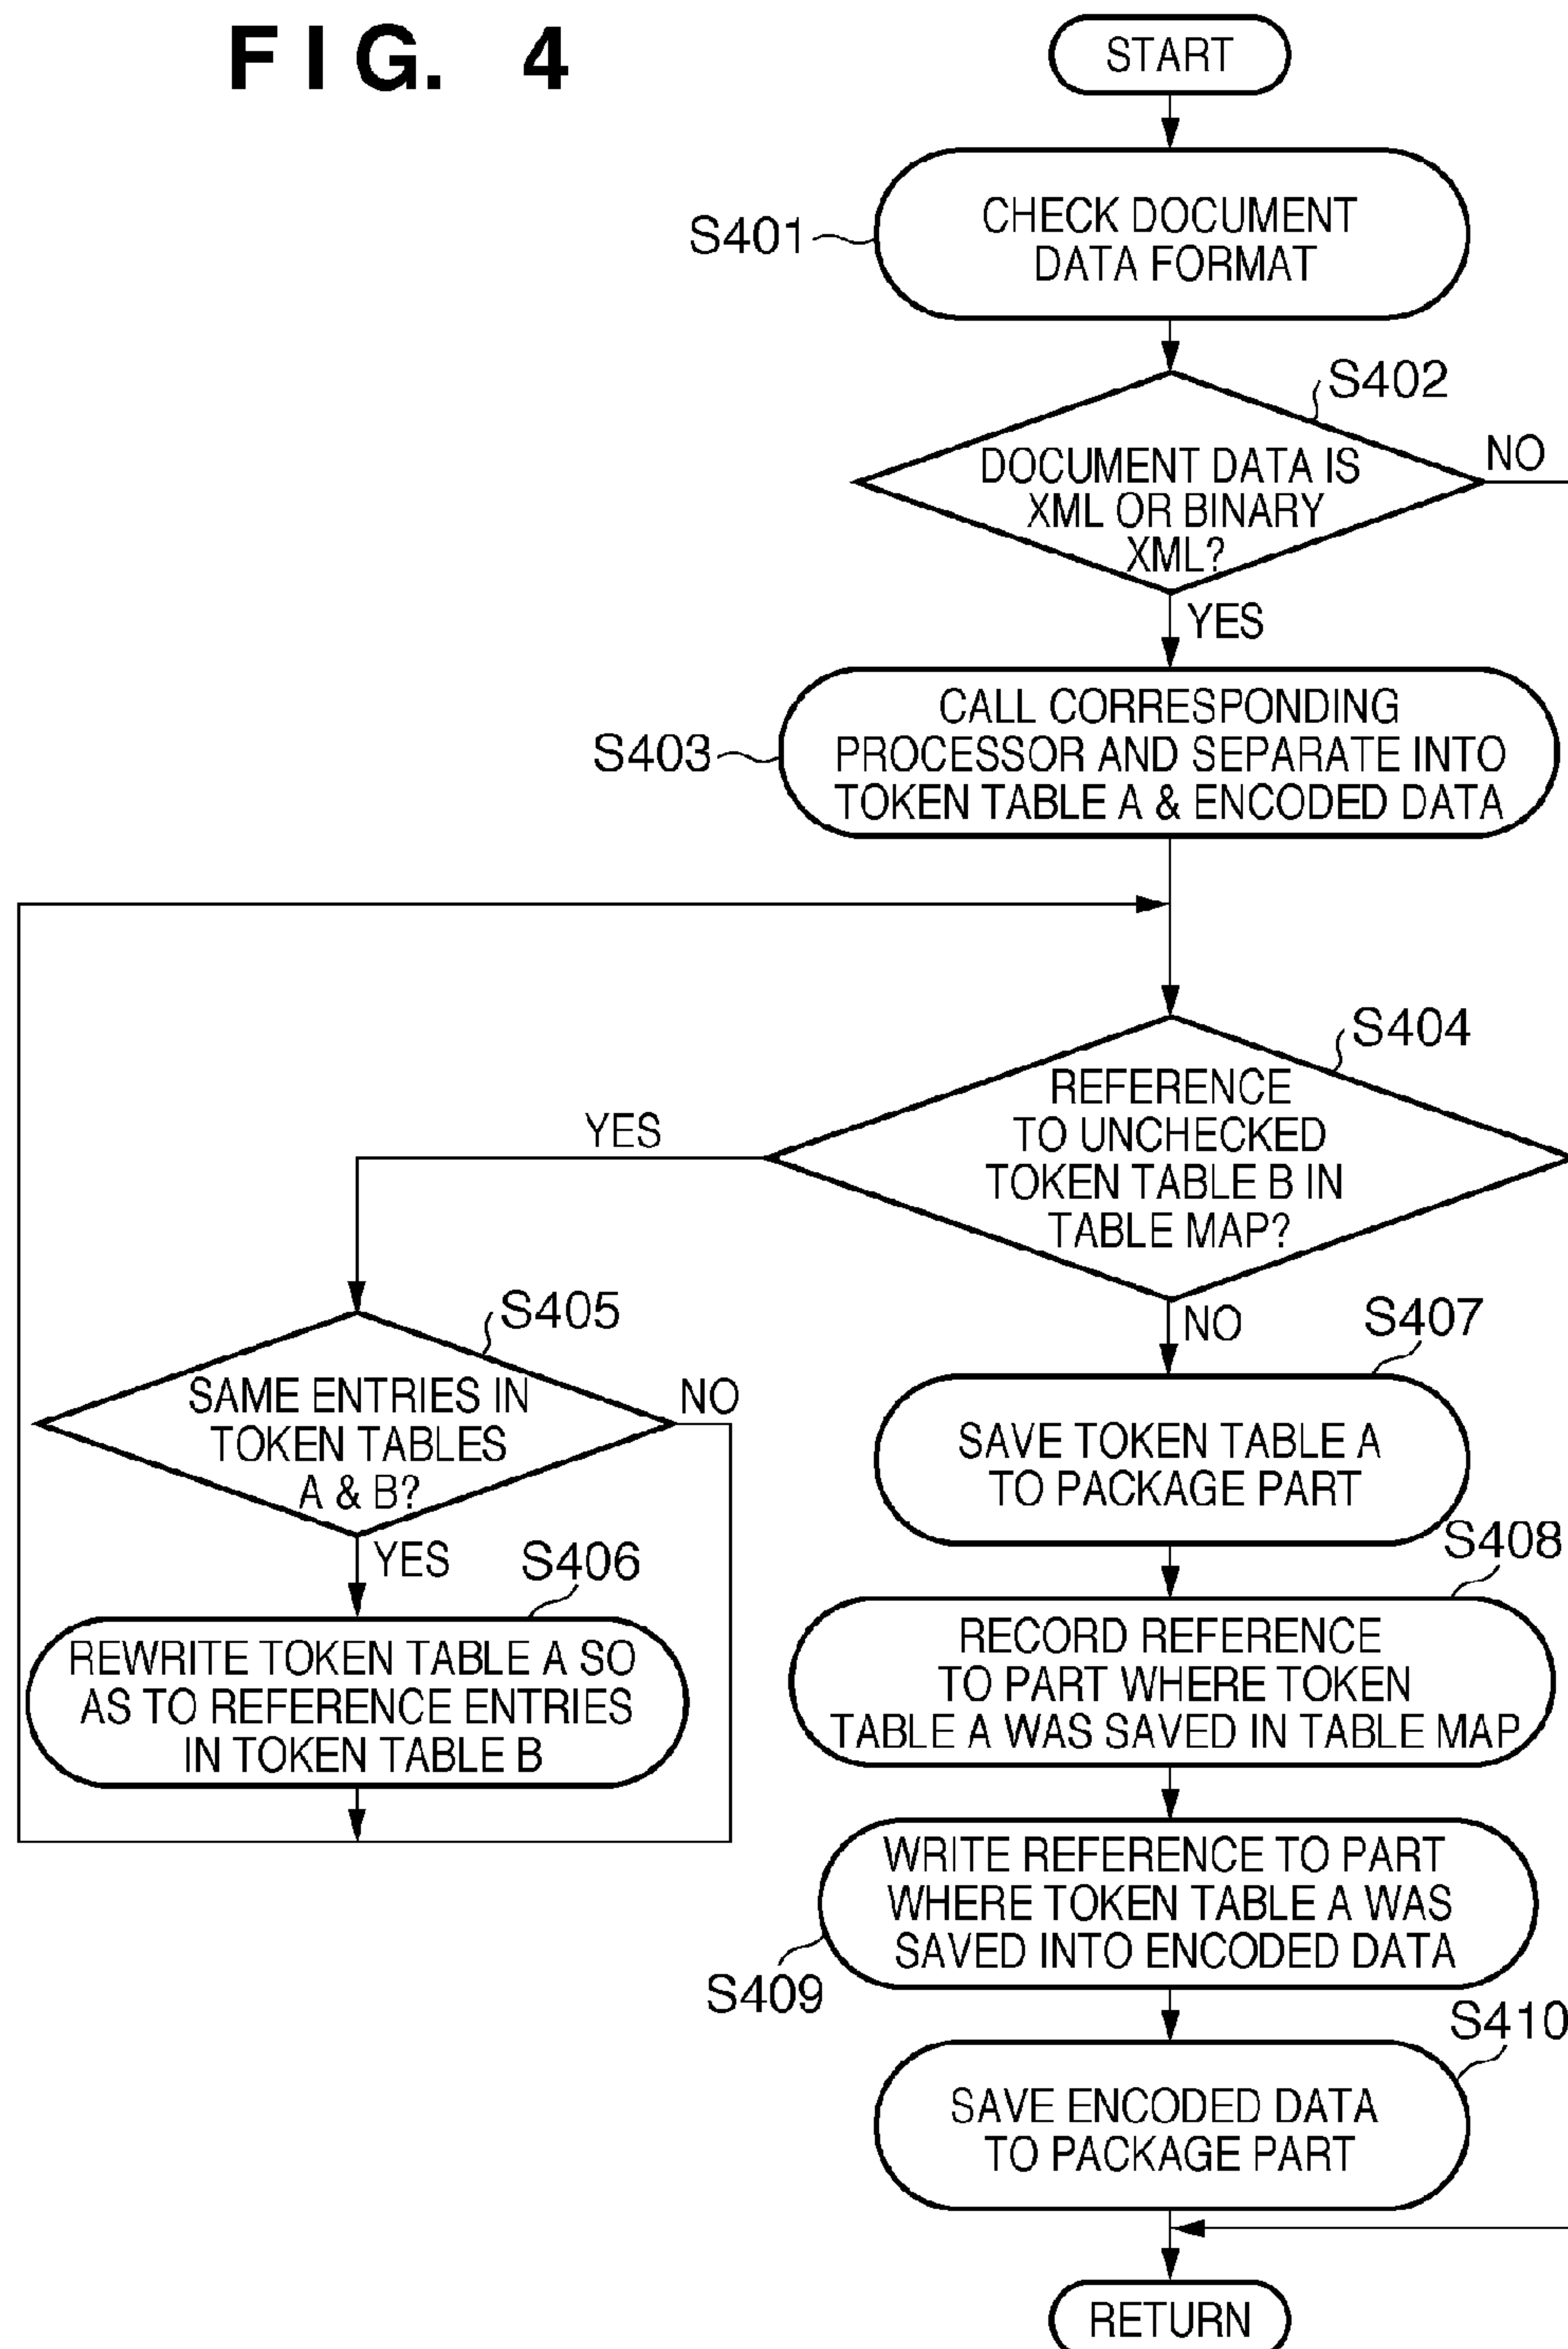 FIG. 4
START
S401
CHECK DOCUMENT
DATA FORMAT
S402
DOCUMENT DATA IS
XML OR BINARY
XML?
NO
YES
S403
CALL CORRESPONDING
PROCESSOR AND SEPARATE INTO
TOKEN TABLE A & ENCODED DATA
S404
REFERENCE
TO UNCHECKED
TOKEN TABLE B IN
TABLE MAP?
YES
NO
S405
SAME ENTRIES IN
TOKEN TABLES
A & B?
NO
YES
S406
REWRITE TOKEN TABLE A SO
AS TO REFERENCE ENTRIES
IN TOKEN TABLE B
S407
SAVE TOKEN TABLE A
TO PACKAGE PART
S408
RECORD REFERENCE
TO PART WHERE TOKEN
TABLE A WAS SAVED IN TABLE MAP
WRITE REFERENCE TO PART
WHERE TOKEN TABLE A WAS
SAVED INTO ENCODED DATA
S409
S410
SAVE ENCODED DATA
TO PACKAGE PART
RETURN